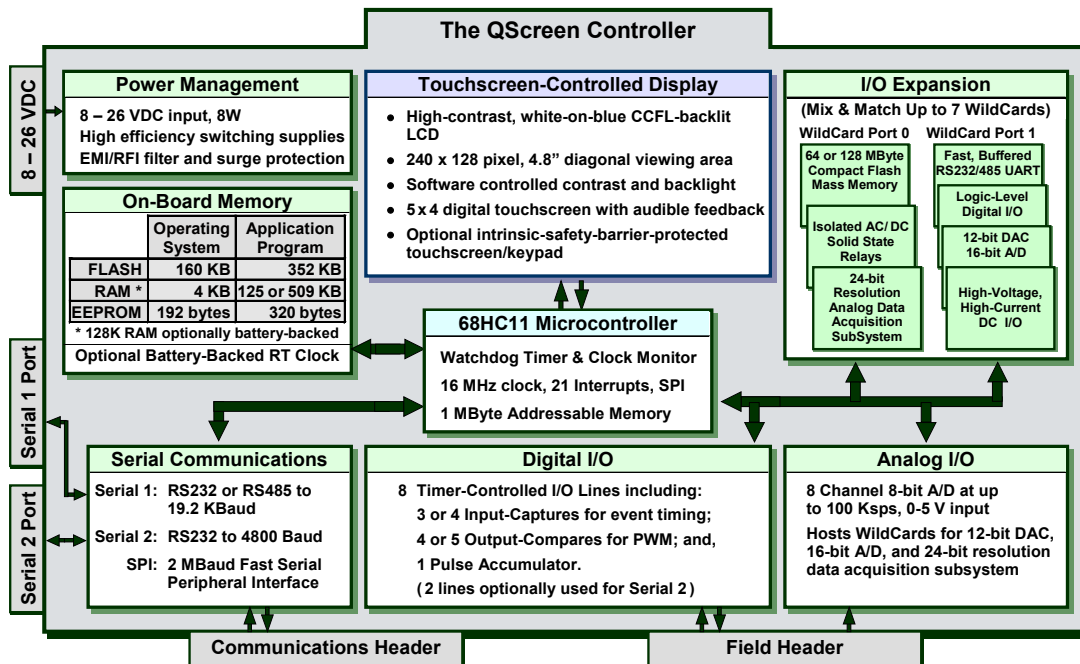 The QScreen Controller
8 – 26 VDC
Serial 1 Port
Serial 2 Port
Power Management
8 – 26 VDC input, 8W
High efficiency switching supplies
EMI/RFI filter and surge protection
On-Board Memory
Operating System Application Program
FLASH 160 KB 352 KB
RAM * 4 KB 125 or 509 KB
EEPROM 192 bytes 320 bytes
* 128K RAM optionally battery-backed
Optional Battery-Backed RT Clock
Touchscreen-Controlled Display
• High-contrast, white-on-blue CCFL-backlit
LCD
• 240 x 128 pixel, 4.8” diagonal viewing area
• Software controlled contrast and backlight
• 5 x 4 digital touchscreen with audible feedback
• Optional intrinsic-safety-barrier-protected
touchscreen/keypad
68HC11 Microcontroller
Watchdog Timer & Clock Monitor
16 MHz clock, 21 Interrupts, SPI
1 MByte Addressable Memory
I/O Expansion
(Mix & Match Up to 7 WildCards)
WildCard Port 0
64 or 128 MByte
Compact Flash
Mass Memory
Isolated AC/ DC
Solid State
Relays
24-bit
Resolution
Analog Data
Acquisition
SubSystem
WildCard Port 1
Fast, Buffered
RS232/485 UART
Logic-Level
Digital I/O
12-bit DAC
16-bit A/D
High-Voltage,
High-Current
DC I/O
Serial Communications
Serial 1: RS232 or RS485 to
19.2 KBaud
Serial 2: RS232 to 4800 Baud
SPI: 2 MBaud Fast Serial
Peripheral Interface
Digital I/O
8 Timer-Controlled I/O Lines including:
3 or 4 Input-Captures for event timing;
4 or 5 Output-Compares for PWM; and,
1 Pulse Accumulator.
( 2 lines optionally used for Serial 2 )
Analog I/O
8 Channel 8-bit A/D at up
to 100 Ksps, 0-5 V input
Hosts WildCards for 12-bit DAC,
16-bit A/D, and 24-bit resolution
data acquisition subsystem
Communications Header
Field Header